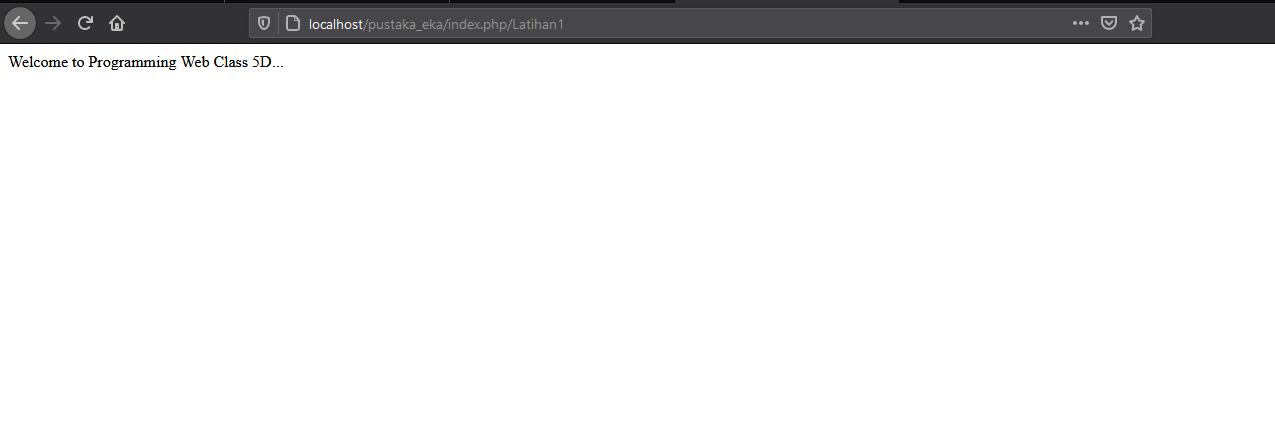 localhost/pustaka_eka/index.php/Latihan1
Welcome to Programming Web Class 5D...